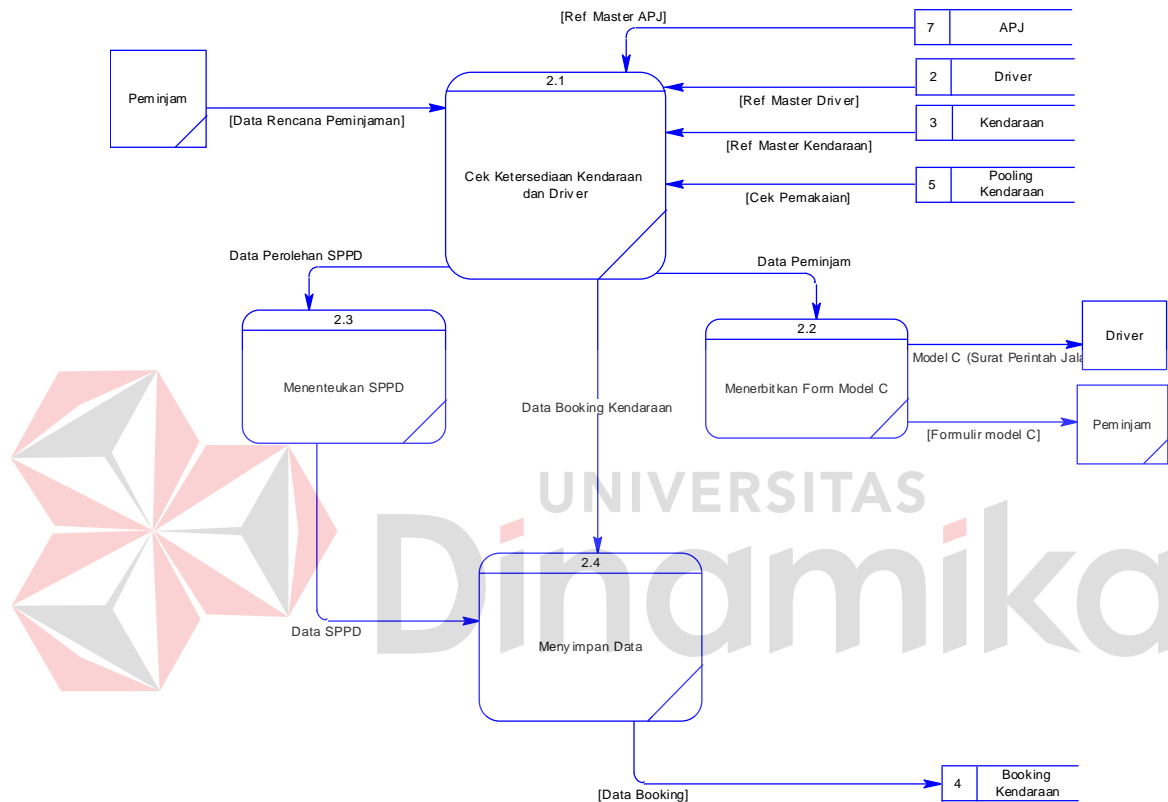 [Ref Master APJ]
7 APJ
Peminjam
[Data Rencana Peminjaman]
2.1
Cek Ketersediaan Kendaraan
dan Driver
2 Driver
[Ref Master Driver]
3 Kendaraan
[Ref Master Kendaraan]
5 Pooling
Kendaraan
[Cek Pemakaian]
Data Perolehan SPPD
Data Peminjam
2.3
Menenteukan SPPD
2.2
Menerbitkan Form Model C
Driver
Model C (Surat Perintah Jala
Peminjam
[Formulir model C]
Data Booking Kendaraan
UNIVERSITAS
Dinamika
2.4
Menyimpan Data
Data SPPD
4 Booking
Kendaraan
[Data Booking]